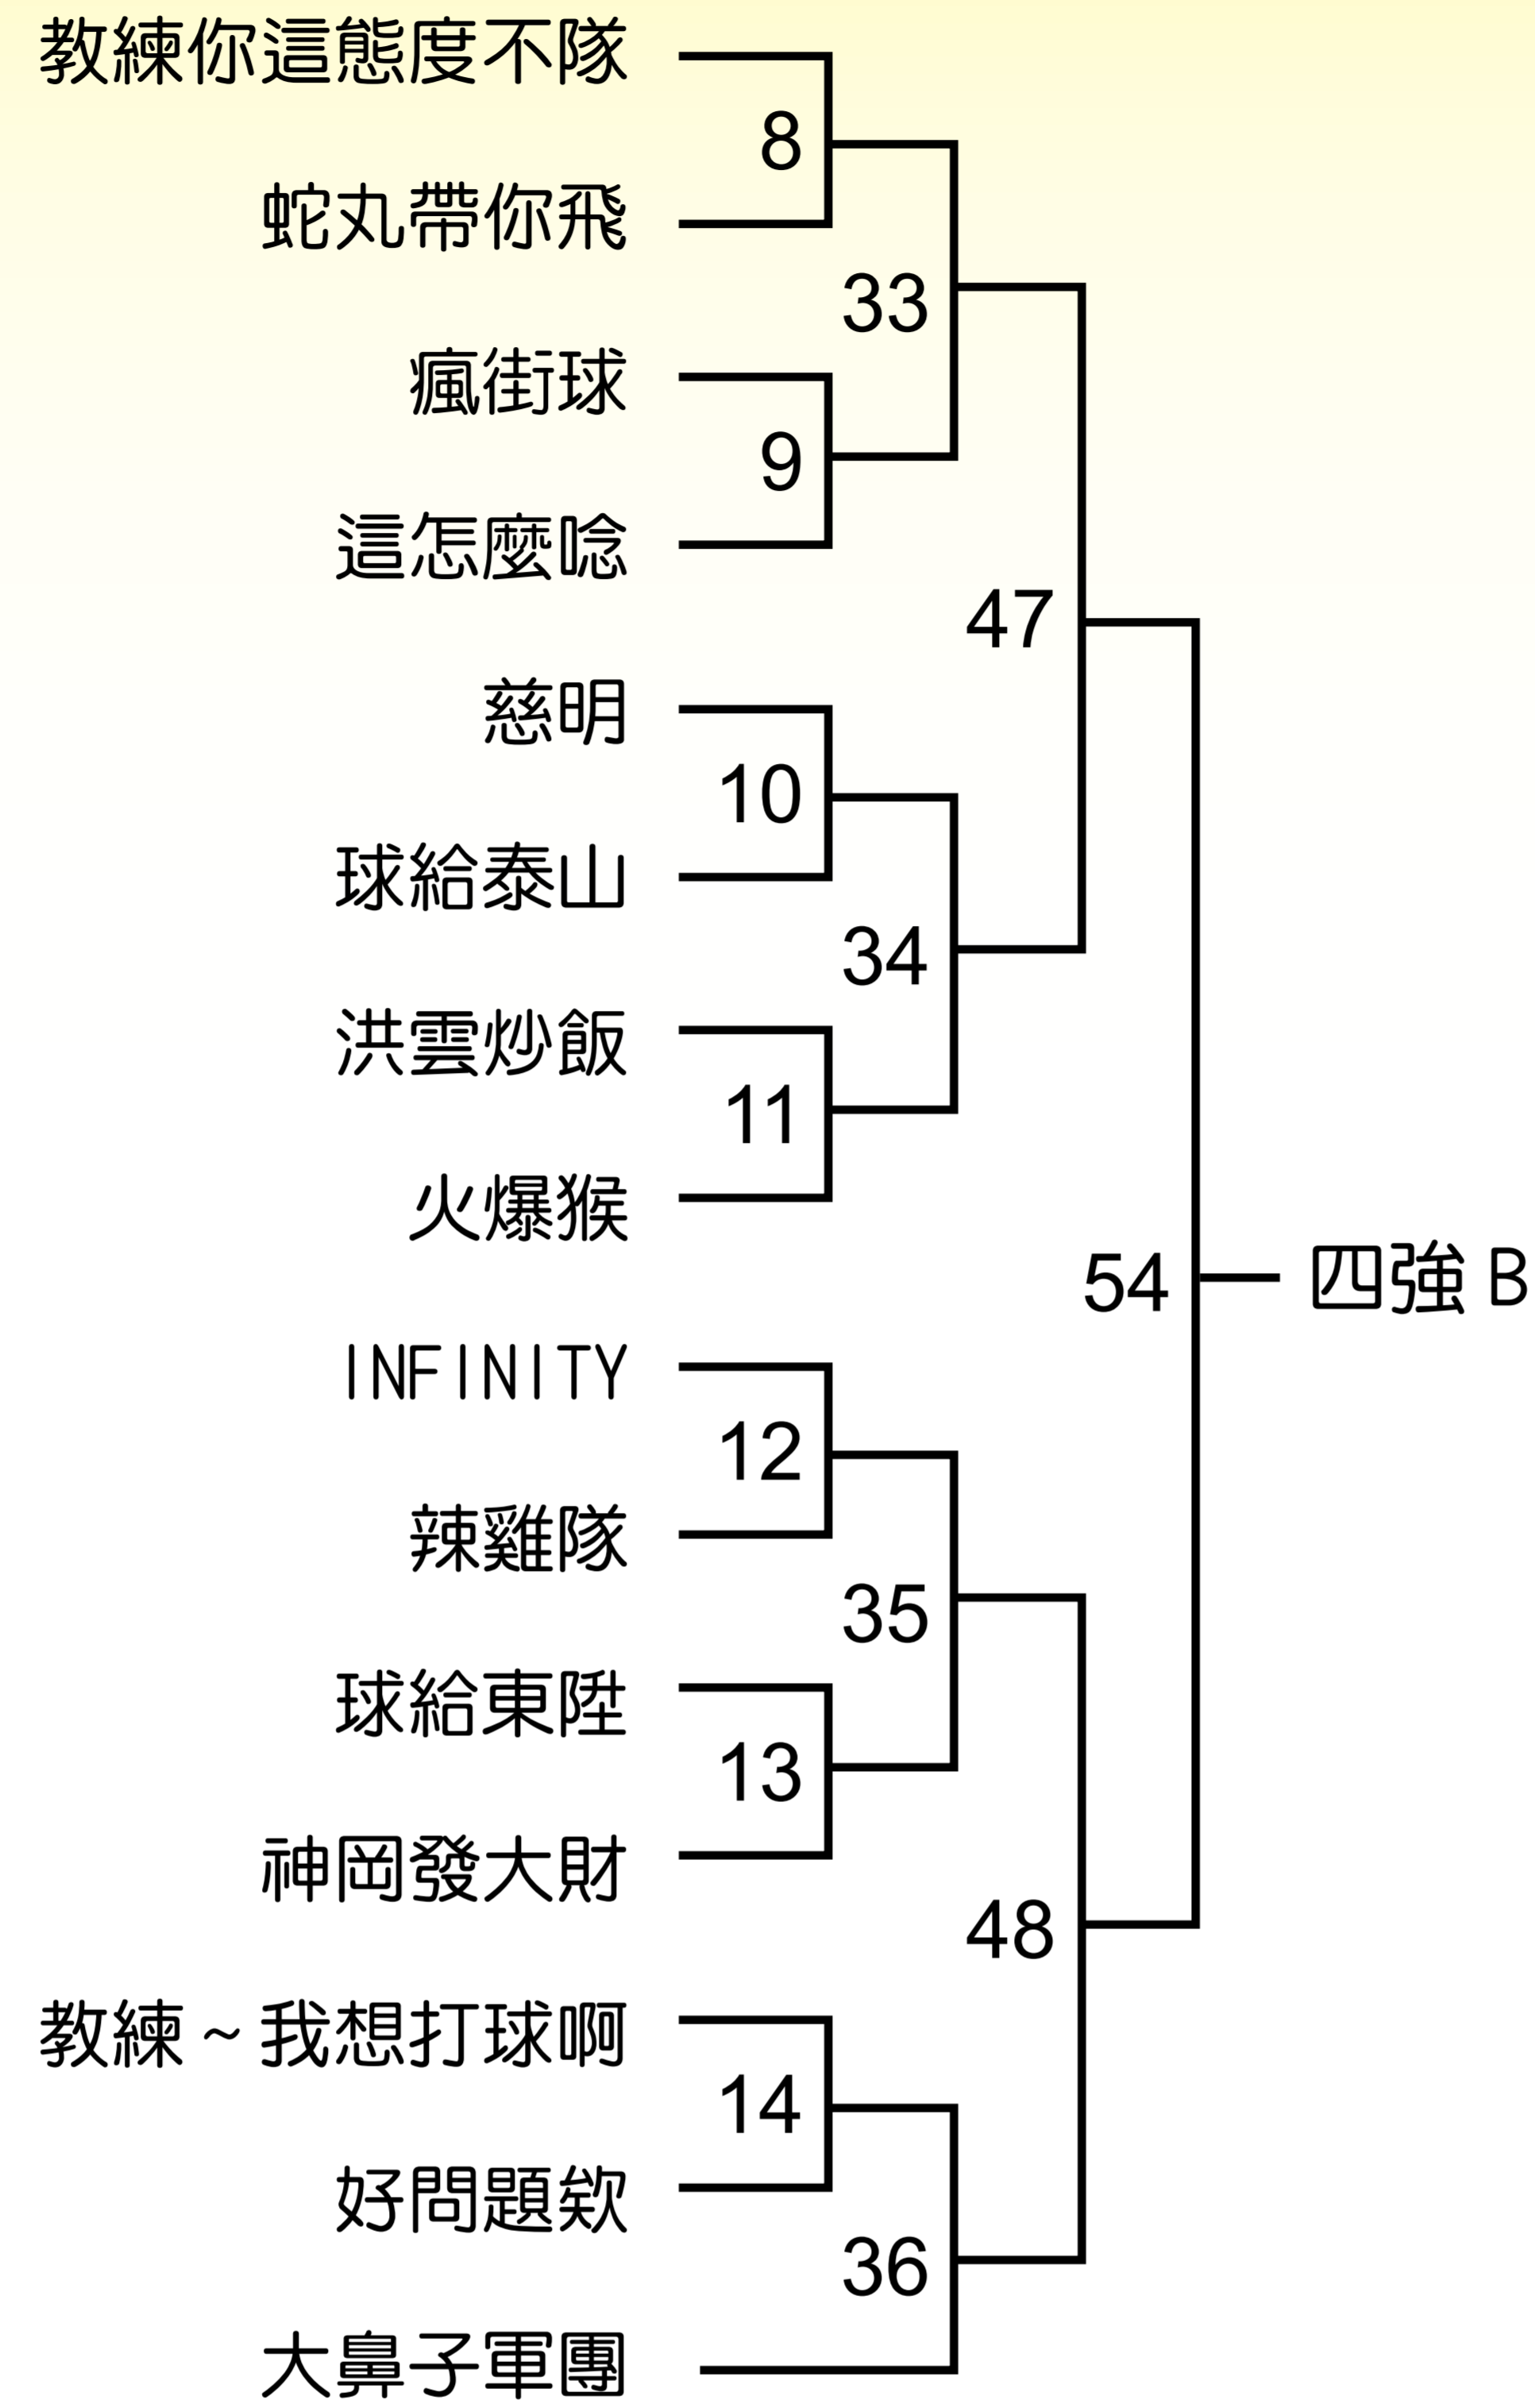 教練你這態度不隊
8
蛇丸帶你飛
33
瘋街球
9
這怎麼唸
47
慈明
10
球給泰山
34
洪雲炒飯
11
火爆猴
54 四強 B
INFINITY
12
辣雞隊
35
球給東陞
13
神岡發大財
48
教練~我想打球呵
14
好問題欸
36
大鼻子軍團